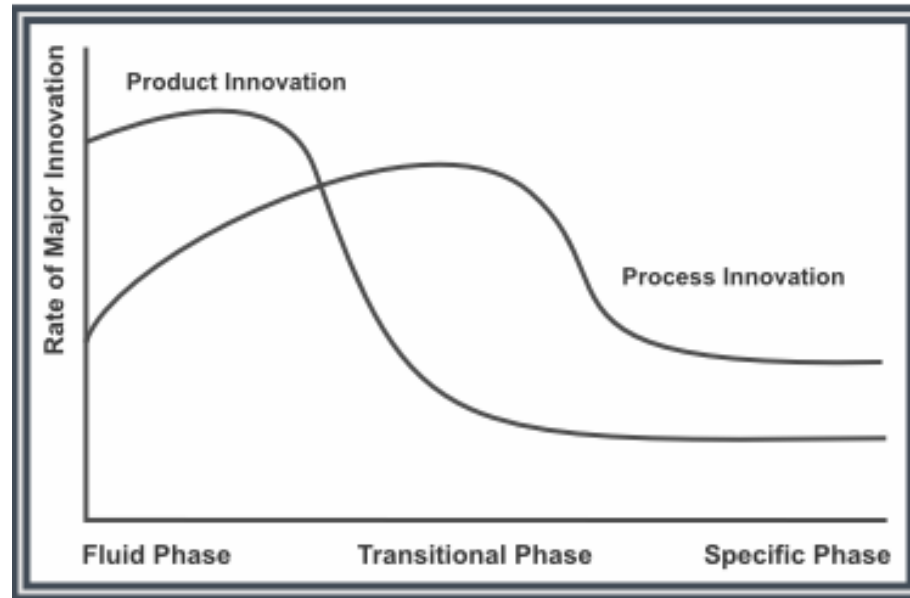 Rate of Major Innovation
Product Innovation
Process Innovation
Fluid Phase
Transitional Phase
Specific Phase